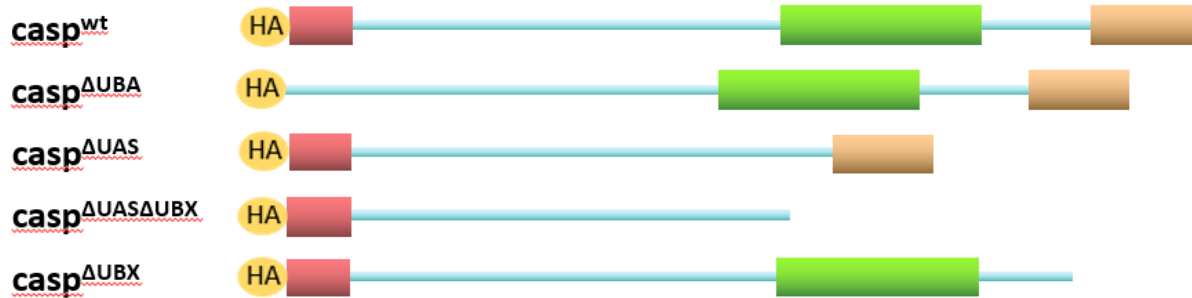 casp^wt HA
casp^ΔUBA HA
casp^ΔUAS HA
casp^ΔUASΔUBX HA
casp^ΔUBX HA